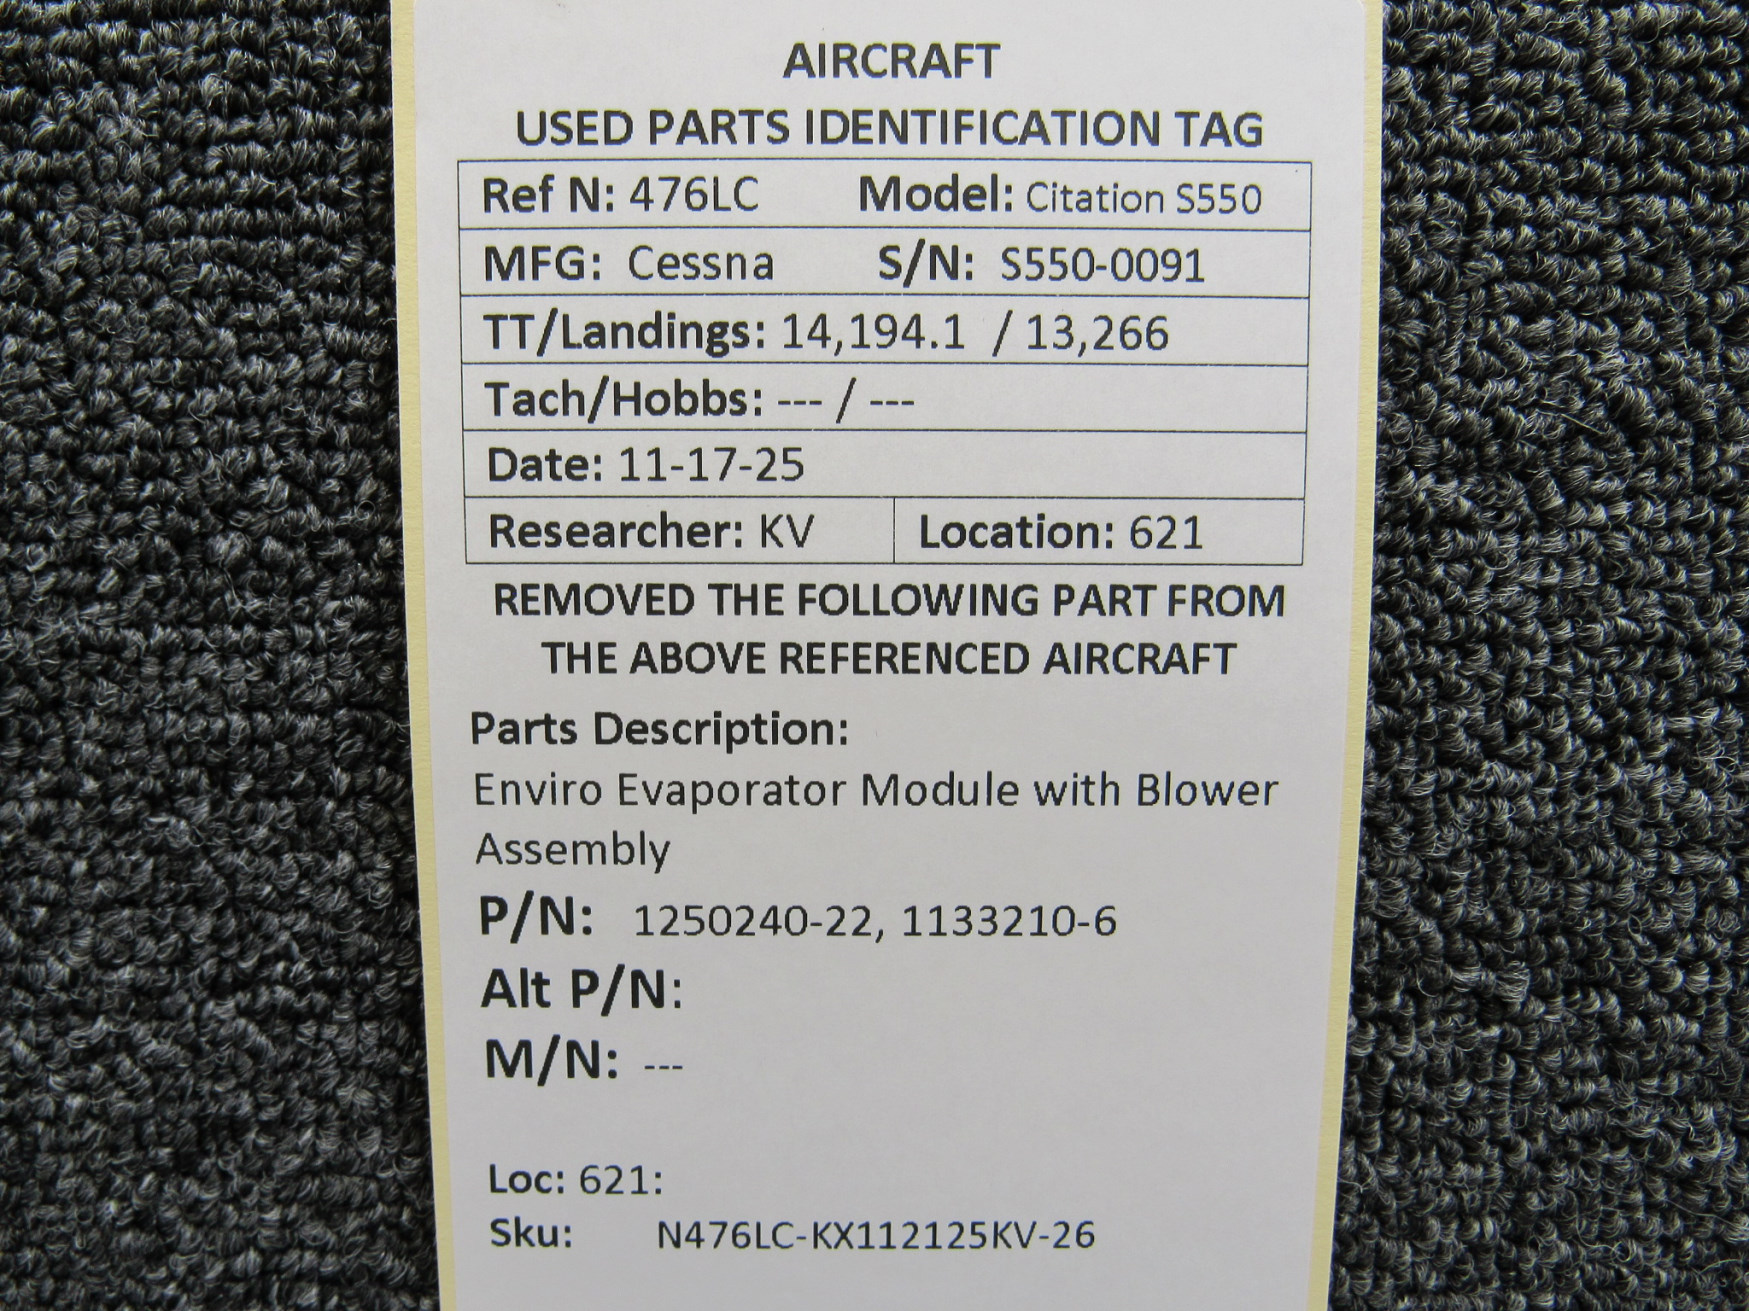 AIRCRAFT
USED PARTS IDENTIFICATION TAG
Ref N: 476LC Model: Citation S550
MFG: Cessna S/N: S550-0091
TT/Landings: 14,194.1 / 13,266
Tach/Hobbs: --- / ---
Date: 11-17-25
Researcher: KV Location: 621
REMOVED THE FOLLOWING PART FROM
THE ABOVE REFERENCED AIRCRAFT
Parts Description:
Enviro Evaporator Module with Blower
Assembly
P/N: 1250240-22, 1133210-6
Alt P/N:
M/N: ---
Loc: 621:
Sku: N476LC-KX112125KV-26